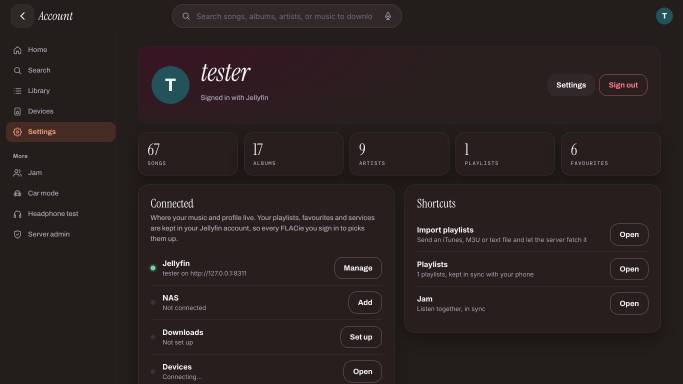 Account
Search songs, albums, artists, or music to downlo
T
Home
Search
Library
Devices
Settings
More
Jam
Car mode
Headphone test
Server admin
T
tester
Signed in with Jellyfin
Settings
Sign out
67
SONGS
17
ALBUMS
9
ARTISTS
1
PLAYLISTS
6
FAVOURITES
Connected
Where your music and profile live. Your playlists, favourites and services
are kept in your Jellyfin account, so every FLACie you sign in to picks
them up.
Jellyfin
tester on http://127.0.0.1:8311
Manage
NAS
Not connected
Add
Downloads
Not set up
Set up
Devices
Connecting...
Open
Shortcuts
Import playlists
Send an iTunes, M3U or text file and let the server fetch it
Open
Playlists
1 playlists, kept in sync with your phone
Open
Jam
Listen together, in sync
Open